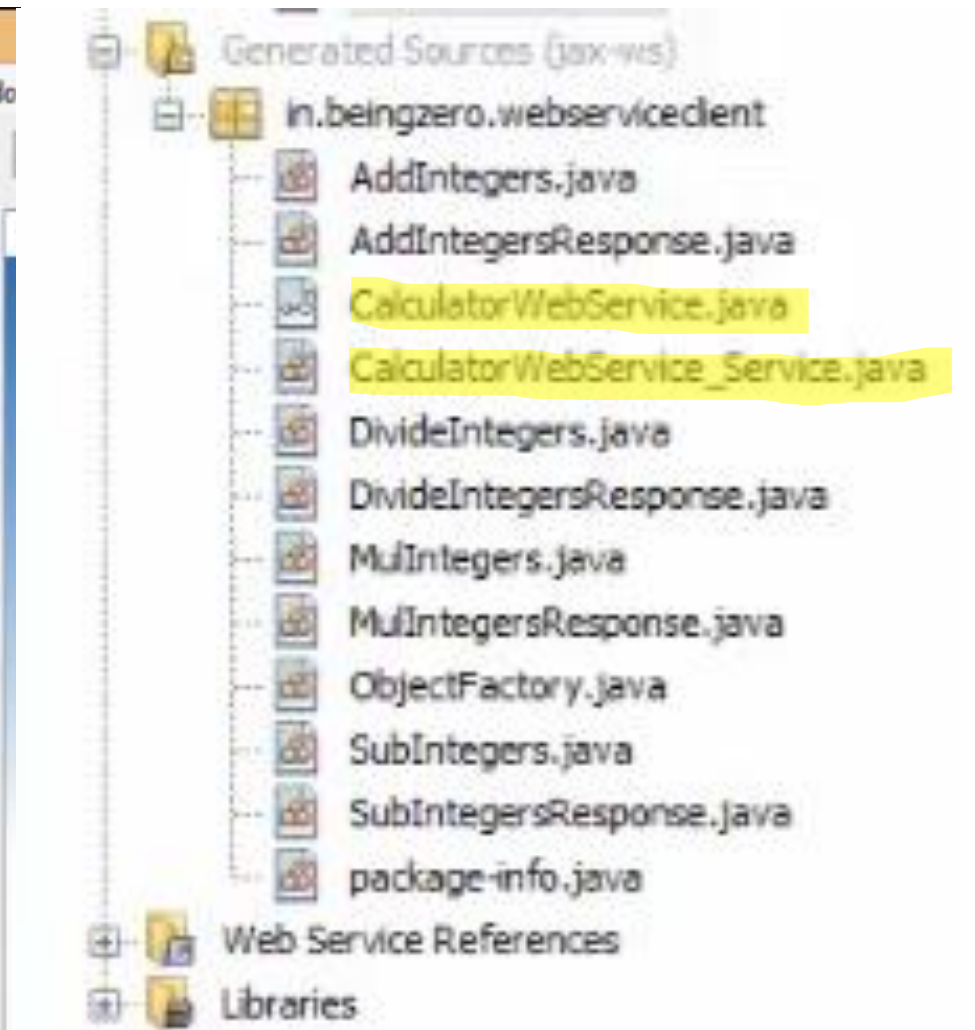 Generated Sources (jax-ws)
in.beingzero.webserviceclient
AddIntegers.java
AddIntegersResponse.java
CalculatorWebService.java
CalculatorWebService_Service.java
DivideIntegers.java
DivideIntegersResponse.java
MulIntegers.java
MulIntegersResponse.java
ObjectFactory.java
SubIntegers.java
SubIntegersResponse.java
package-info.java
Web Service References
Libraries